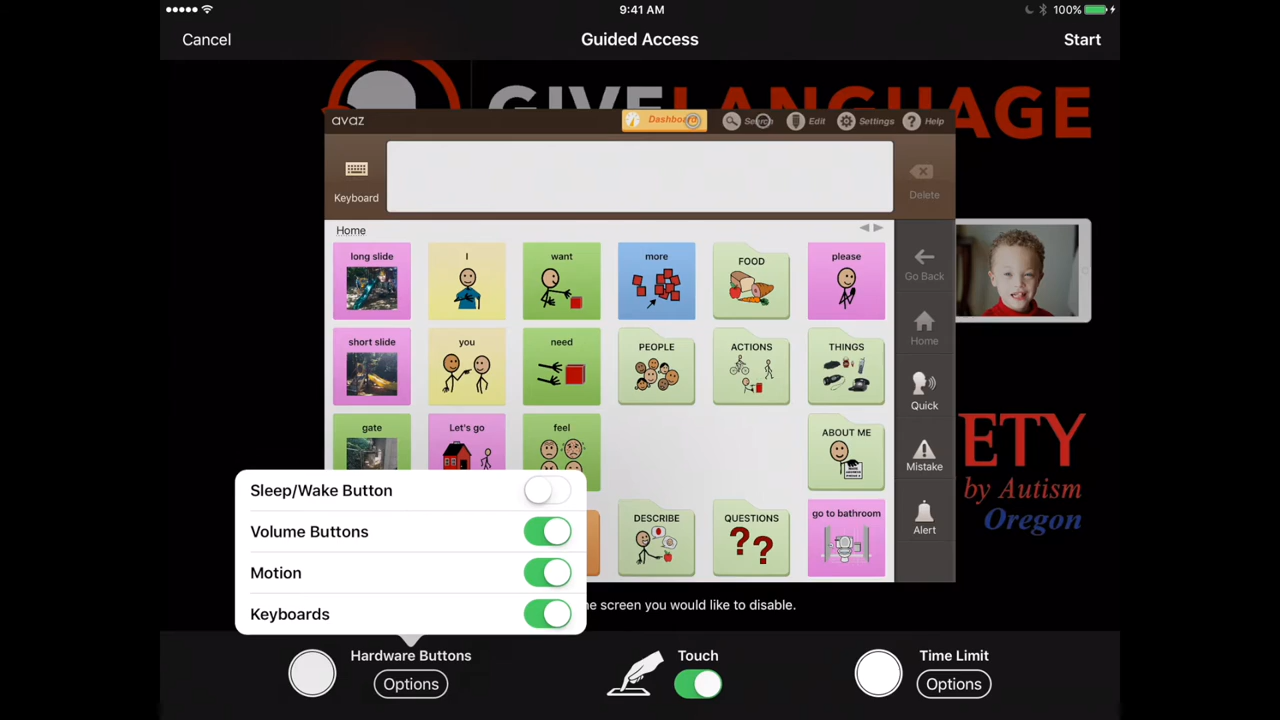 9:41 AM
100%
Cancel
Guided Access
Start
GIVELANGUAGE
avaz
Dashboard
Search
Edit
Settings
Help
Keyboard
Delete
Home
long slide
I
want
more
FOOD
please
Go Back
short slide
you
need
PEOPLE
ACTIONS
THINGS
Home
Quick
gate
Let's go
feel
ABOUT ME
Mistake
ETY
by Autism
Oregon
DESCRIBE
QUESTIONS
go to bathroom
Alert
Sleep/Wake Button
Volume Buttons
Motion
Keyboards
screen you would like to disable.
Hardware Buttons
Options
Touch
Time Limit
Options